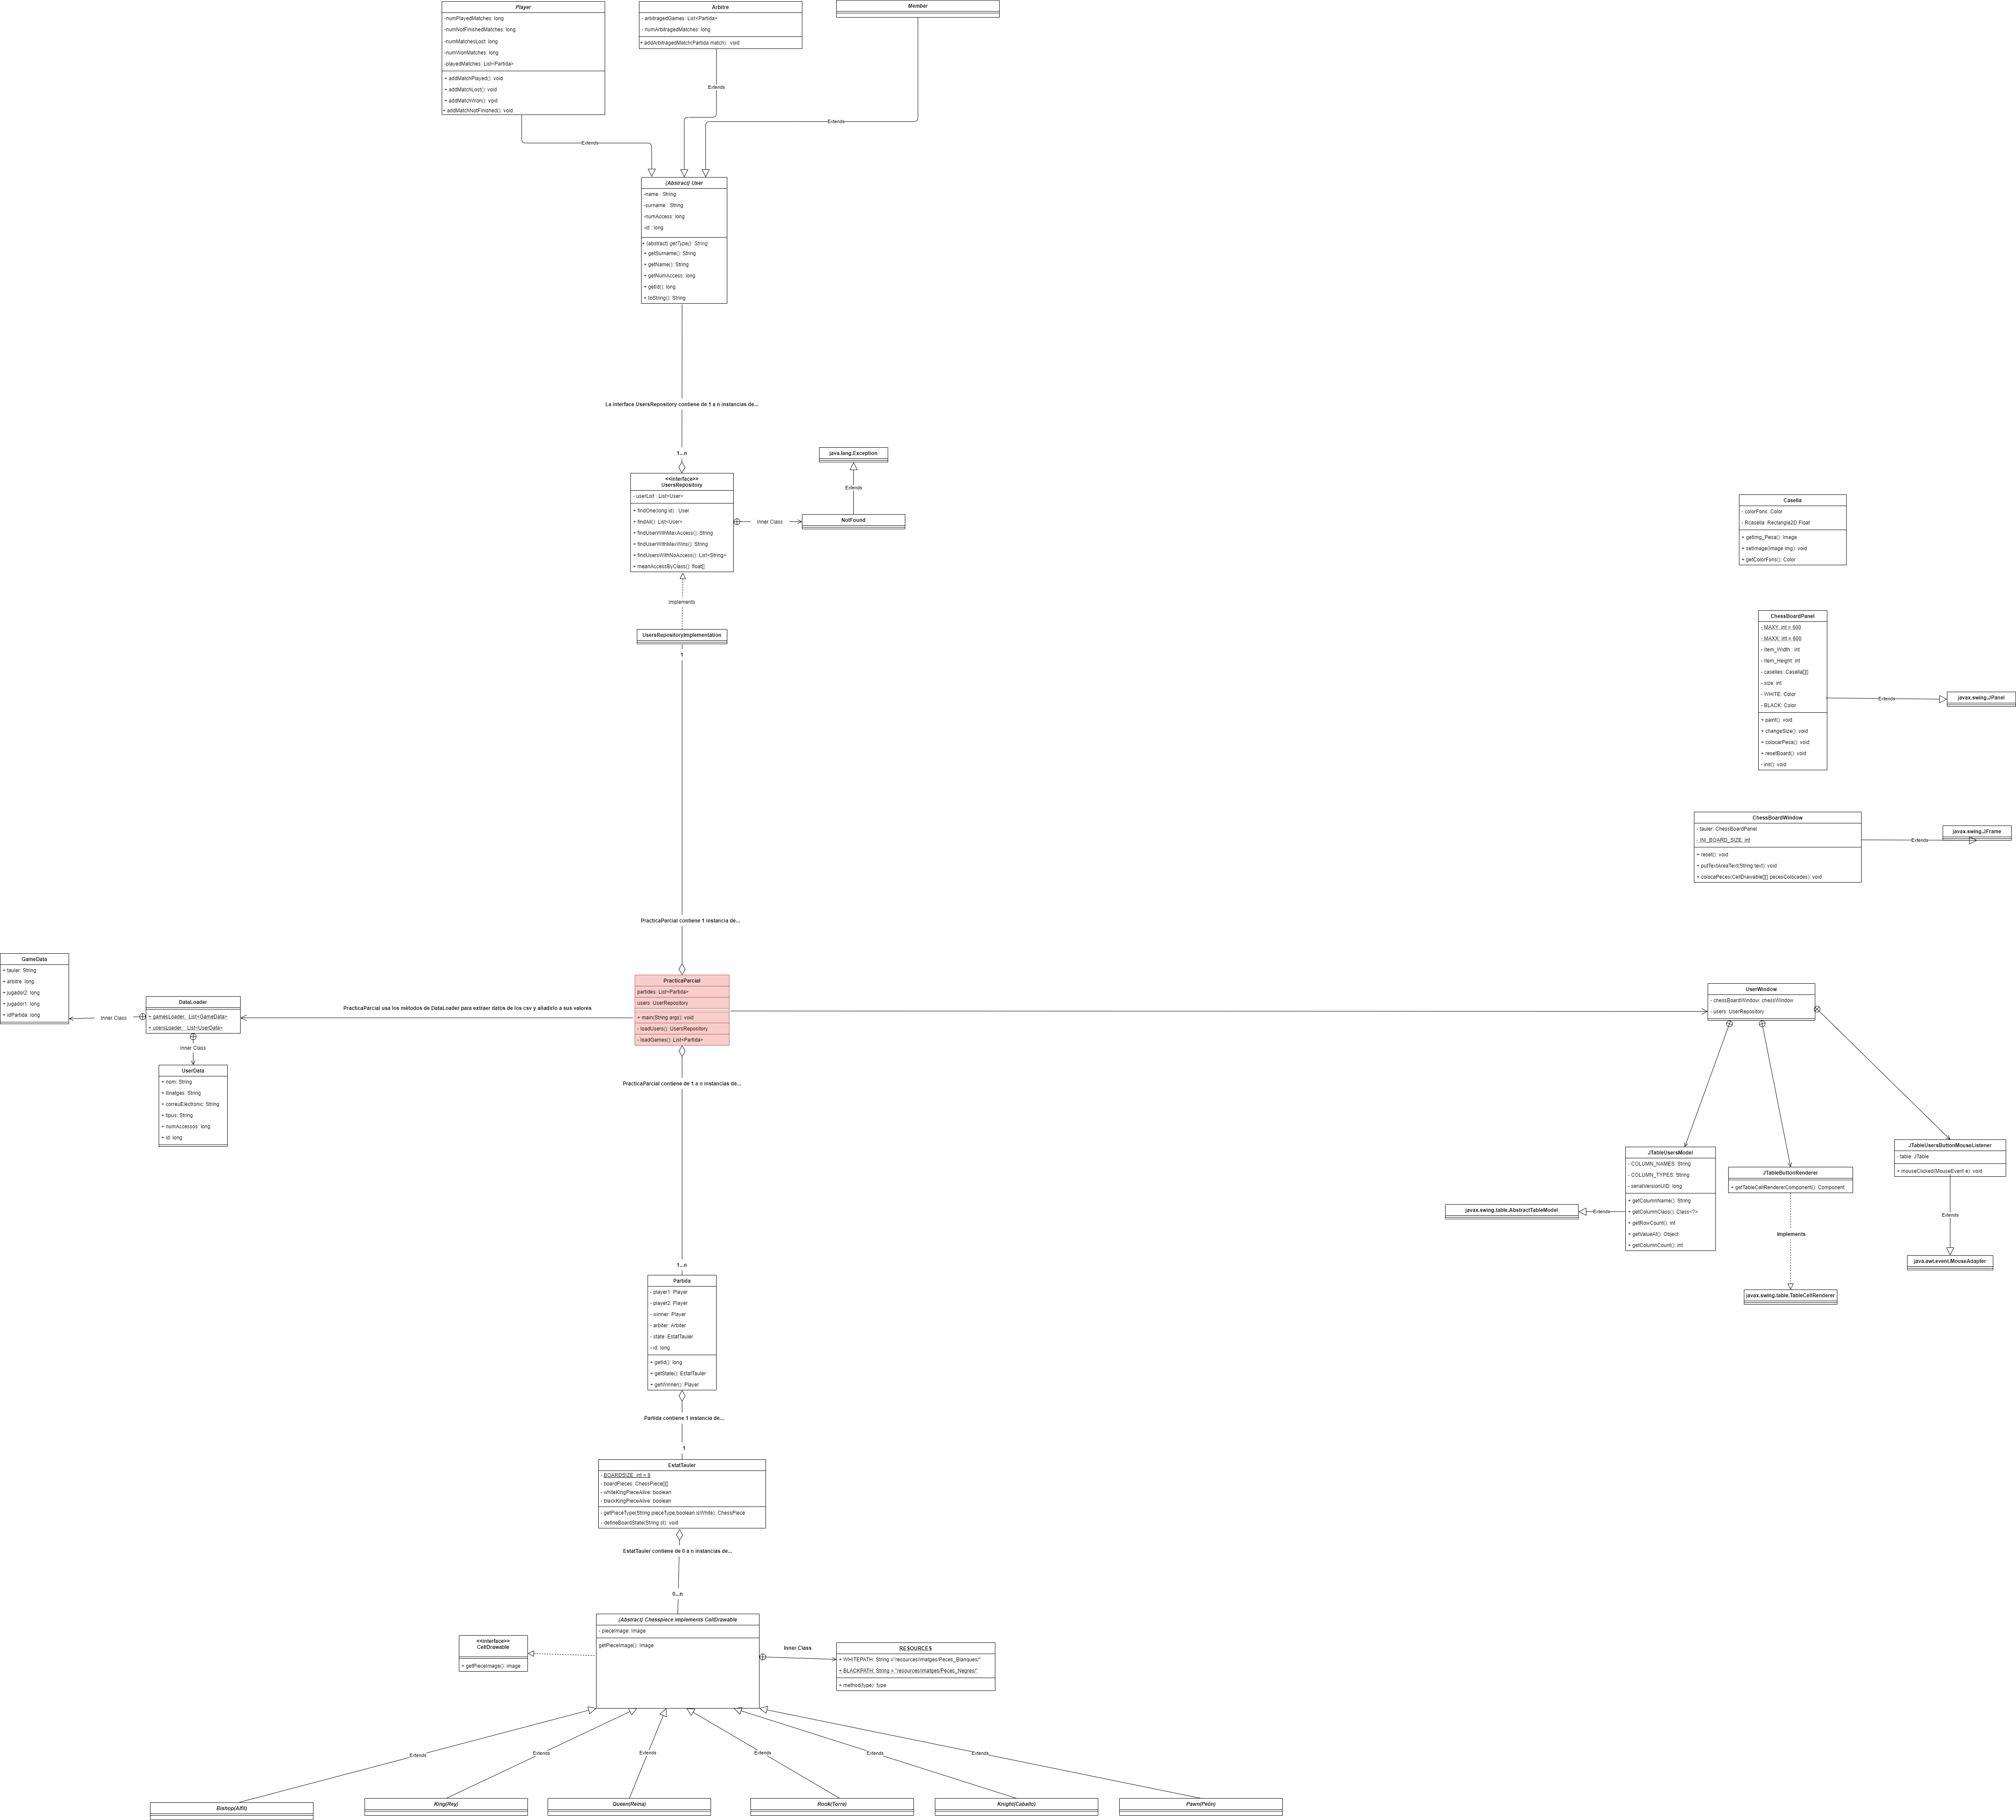 Player
-numPlayedMatches: long
-numNotFinishedMatches: long
-numMatchesLost: long
-numWonMatches: long
-playedMatches: List<Partida>
+ addMatchPlayed(): void
+ addMatchLost(): void
+ addMatchWon(): void
+ addMatchNotFinished(): void
Arbitre
- arbitragedGames: List<Partida>
- numArbitragedMatches: long
+ addArbitragedMatch(Partida match): void
Member
Extends
Extends
Extends
{Abstract} User
-name : String
-surname : String
-numAccess: long
-id : long
+ {abstract} getType(): String
+ getSurname(): String
+ getName(): String
+ getNumAccess: long
+ getId(): long
+ toString(): String
La interface UsersRepository contiene de 1 a n instancias de...
1...n
<<interface>>
UsersRepository
- userList : List<User>
+ findOne(long id) : User
+ findAll(): List<User>
+ findUserWithMaxAccess(): String
+ findUserWithMaxWins(): String
+ findUsersWithNoAccess(): List<String>
+ meanAccessByClass(): float[]
java.lang.Exception
Extends
Inner Class
NotFound
Implements
UsersRepositoryImplementation
1
PracticaParcial contiene 1 instancia de...
Casella
- colorFons: Color
- Rcasella: Rectangle2D.Float
+ getImg_Pesa(): Image
+ setImage(Image img): void
+ getColorFons(): Color
ChessBoardPanel
- MAXY: int = 600
- MAXX: int = 600
- Item_Width : int
- Item_Height: int
- caselles: Casella[][]
- size: int
- WHITE: Color
- BLACK: Color
+ paint(): void
+ changeSize(): void
+ colocarPesa(): void
+ resetBoard(): void
- init(): void
Extends
javax.swing.JPanel
ChessBoardWindow
- tauler: ChessBoardPanel
- INI_BOARD_SIZE: int
+ reset(): void
+ putTextAreaText(String text): void
+ colocaPeces(CellDrawable[][] pecesColocades): void
Extends
javax.swing.JFrame
GameData
+ tauler: String
+ arbitre: long
+ jugador2: long
+ jugador1: long
+ idPartida: long
Inner Class
DataLoader
+ gamesLoader: List<GameData>
+ usersLoader: List<UserData>
Inner Class
UserData
+ nom: String
+ llinatges: String
+ correuElectronic: String
+ tipus: String
+ numAccessos: long
+ id: long
PracticaParcial usa los métodos de DataLoader para extraer datos de los csv y añadirlo a sus valores
PracticaParcial
partides: List<Partida>
users: UserRepository
+ main(String args): void
- loadUsers(): UsersRepository
- loadGames(): List<Partida>
PracticaParcial contiene de 1 a n instancias de...
1...n
UserWindow
- chessBoardWindow: chessWindow
- users: UserRepository
JTableUsersModel
- COLUMN_NAMES: String
- COLUMN_TYPES: String
- serialVersionUID: long
+ getColumnName(): String
+ getColumnClass(): Class<?>
+ getRowCount(): int
+ getValueAt(): Object
+ getColumnCount(): int
Extends
javax.swing.table.AbstractTableModel
JTableButtonRenderer
+ getTableCellRendererComponent(): Component
Implements
javax.swing.table.TableCellRenderer
JTableUsersButtonMouseListener
- table: JTable
+ mouseClicked(MouseEvent e): void
Extends
java.awt.event.MouseAdapter
Partida
- player1: Player
- player2: Player
- winner: Player
- arbiter: Arbiter
- state: EstatTauler
- id: long
+ getId(): long
+ getState(): EstatTauler
+ getWinner(): Player
Partida contiene 1 instancia de...
1
EstatTauler
- BOARDSIZE: int = 8
- boardPieces: ChessPiece[][]
- whiteKingPieceAlive: boolean
- blackKingPieceAlive: boolean
- getPieceType(String pieceType,boolean isWhite): ChessPiece
- defineBoardState(String st): void
EstatTauler contiene de 0 a n instancias de...
0...n
{Abstract} Chesspiece implements CellDrawable
- pieceImage: Image
getPieceImage(): Image
<<interface>>
CellDrawable
+ getPieceImage(): image
Inner Class
RESOURCES
+ WHITEPATH: String ="resources/imatges/Peces_Blanques/"
+ BLACKPATH: String = "resources/imatges/Peces_Negres/"
+ method(type): type
Extends
Extends
Extends
Extends
Extends
Extends
Bishop(Alfil)
King(Rey)
Queen(Reina)
Rook(Torre)
Knight(Caballo)
Pawn(Peón)